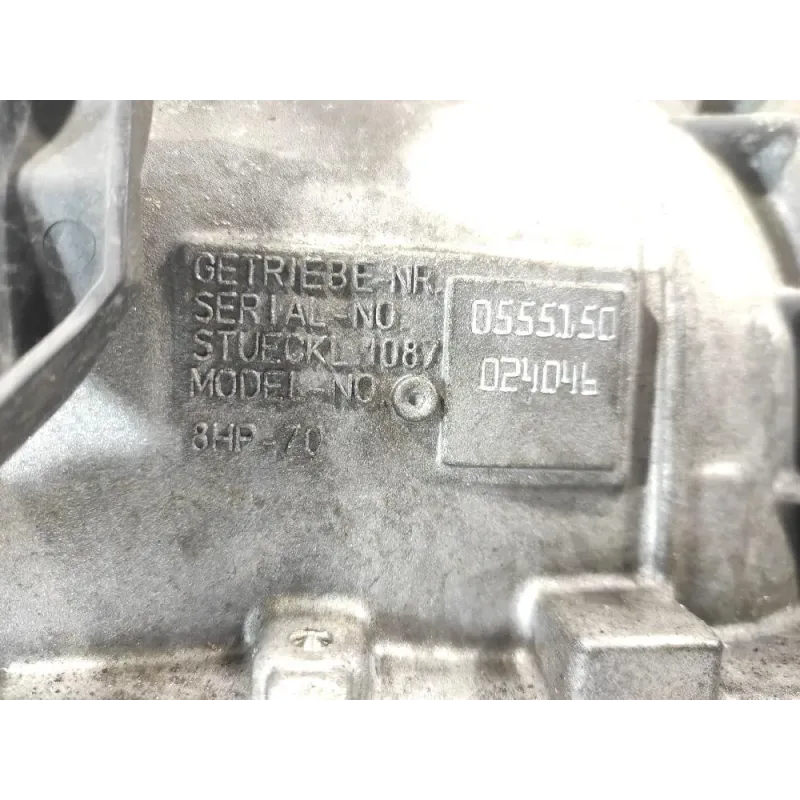 GETRIEBE-NR.
SERIAL-NO.
STUECKL. 1087
MODEL-NO.
8HP-70
0555150
024046